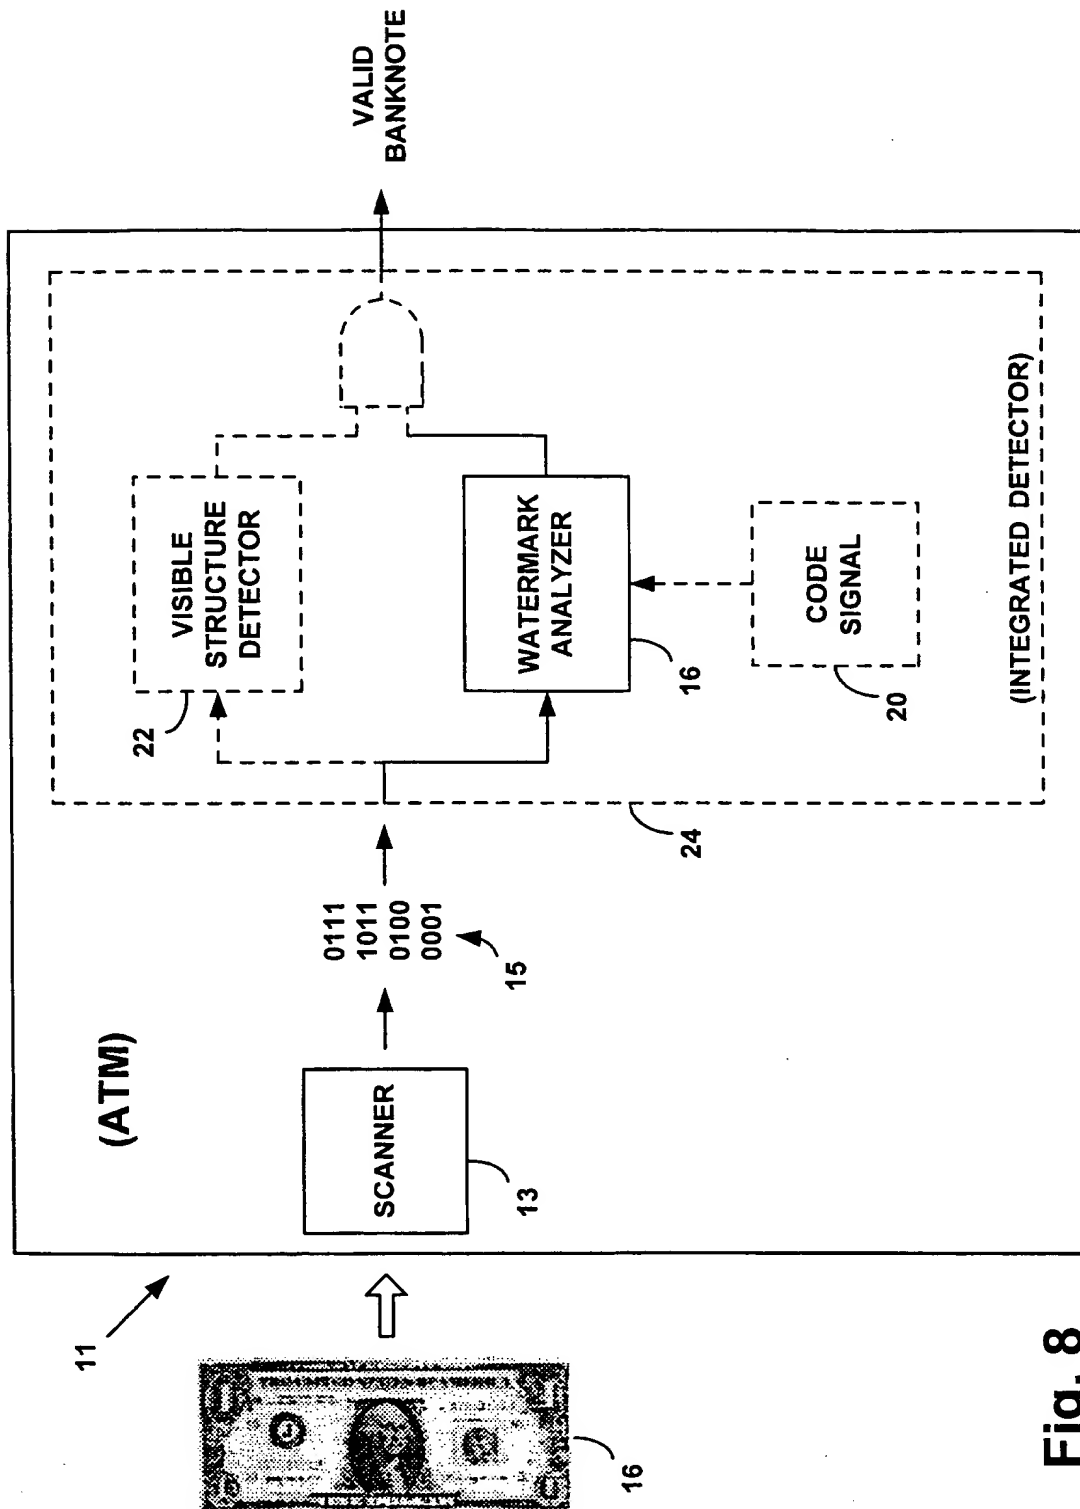 11
(ATM)
16
SCANNER
13
0111
1011
0100
0001
15
22
VISIBLE
STRUCTURE
DETECTOR
WATERMARK
ANALYZER
16
CODE
SIGNAL
20
24
(INTEGRATED DETECTOR)
VALID
BANKNOTE
Fig. 8